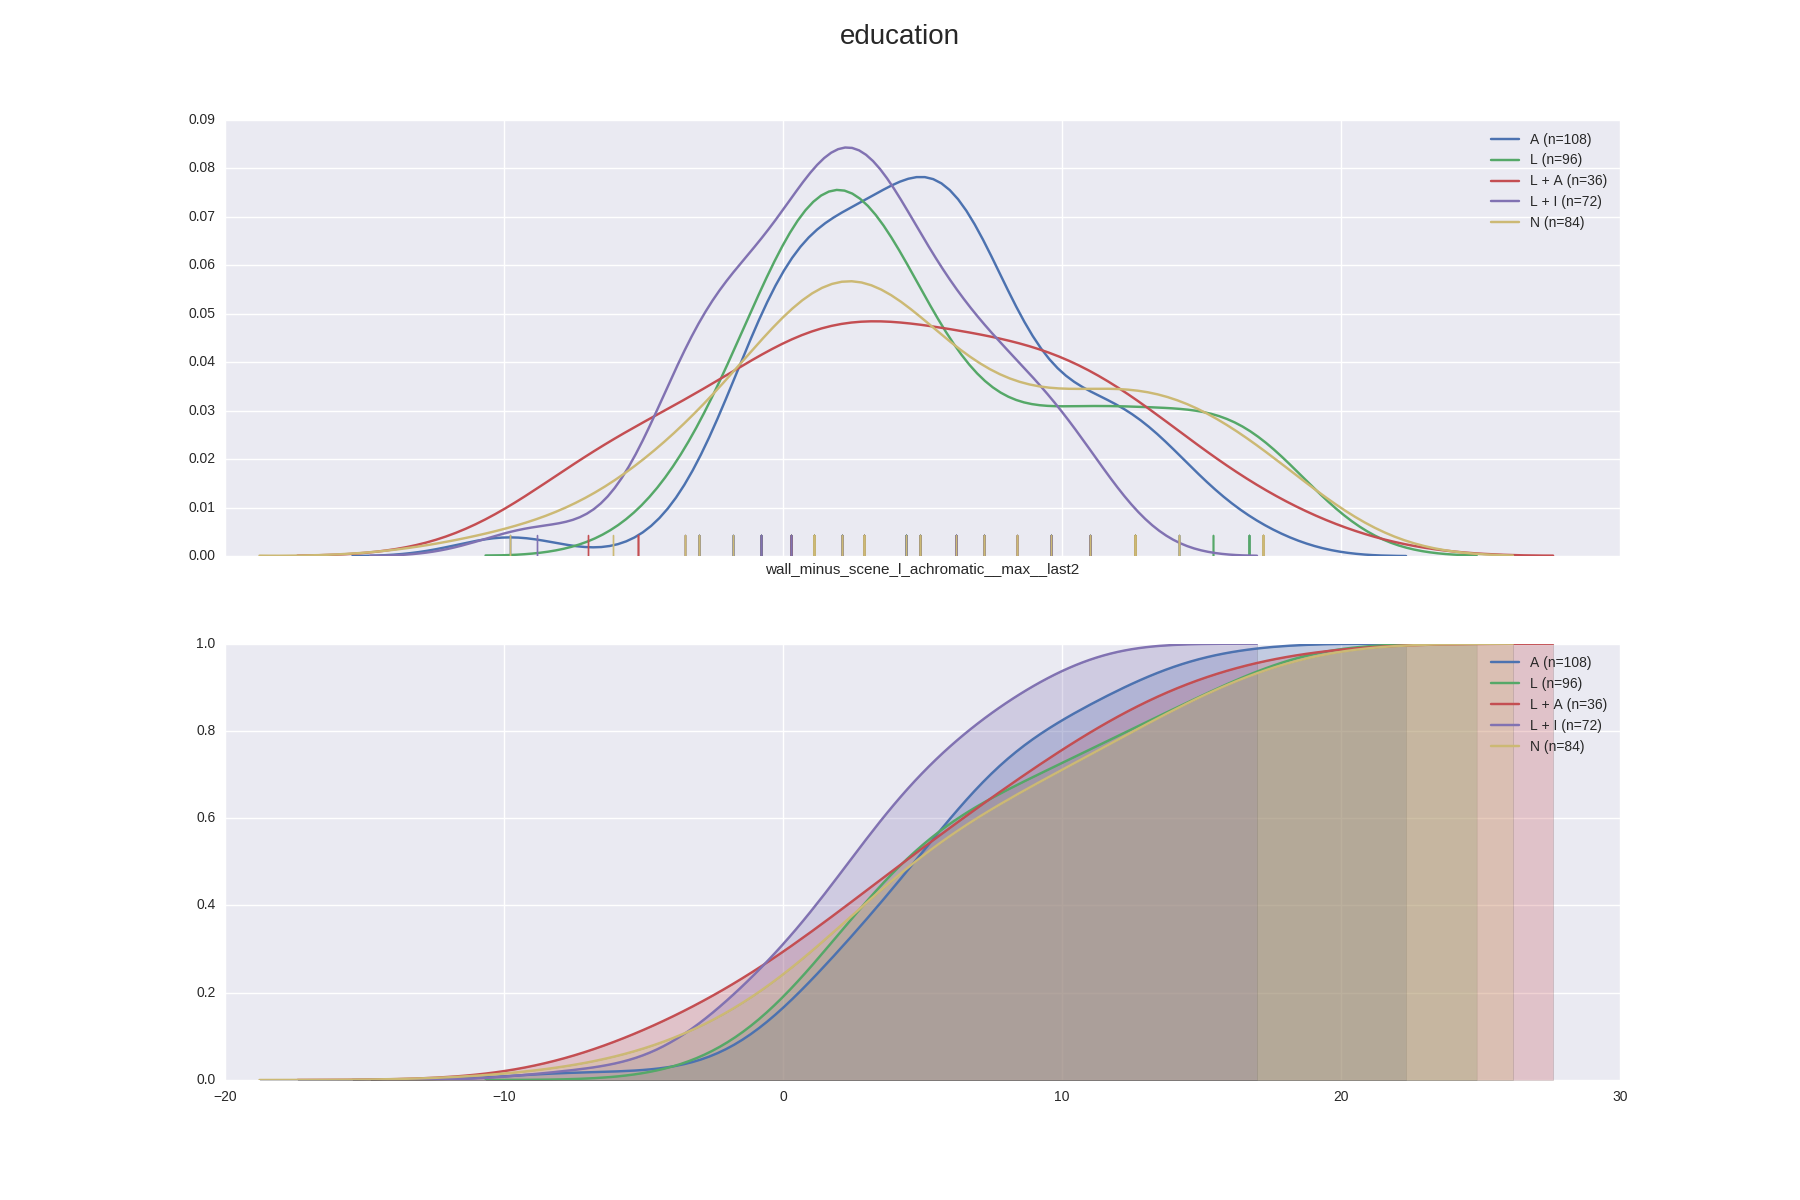 education
0.09
0.08
0.07
0.06
0.05
0.04
0.03
0.02
0.01
0.00
A (n=108)
L (n=96)
L + A (n=36)
L + I (n=72)
N (n=84)
wall_minus_scene_l_achromatic__max__last2
1.0
0.8
0.6
0.4
0.2
0.0
A (n=108)
L (n=96)
L + A (n=36)
L + I (n=72)
N (n=84)
−20 −10 0 10 20 30